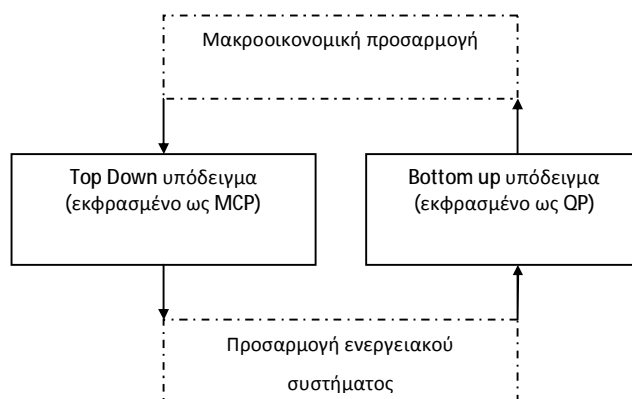 Μακροοικονομική προσαρμογή
Top Down υπόδειγμα
(εκφρασμένο ως MCP)
Bottom up υπόδειγμα
(εκφρασμένο ως QP)
Προσαρμογή ενεργειακού
συστήματος